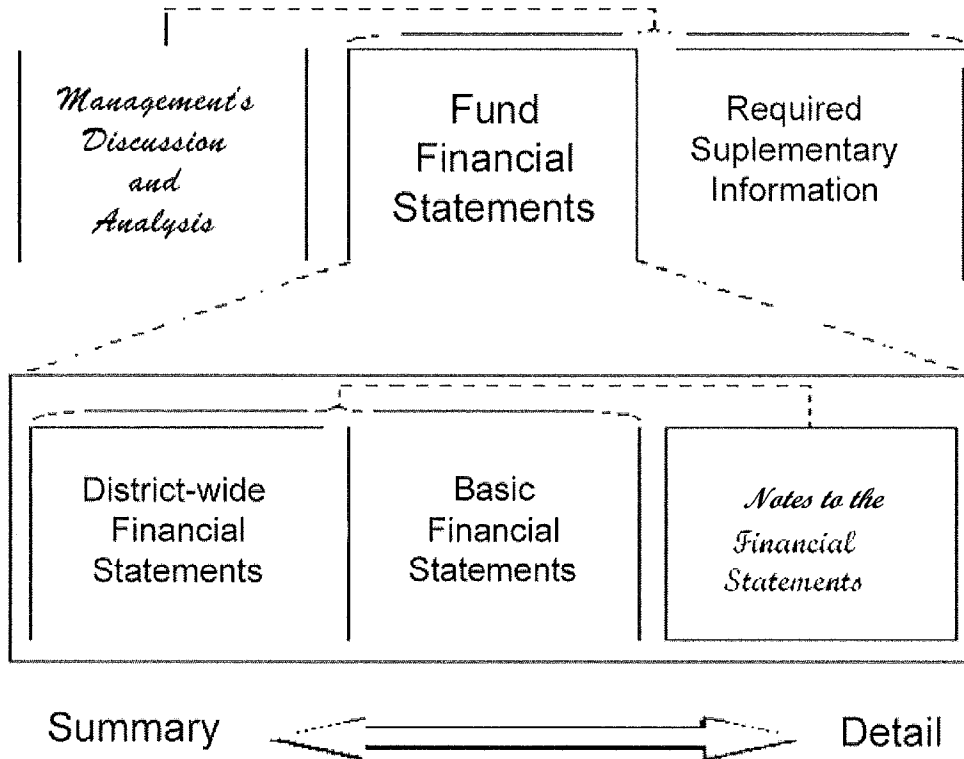 Management's
Discussion
and
Analysis
Fund
Financial
Statements
Required
Suplementary
Information
District-wide
Financial
Statements
Basic
Financial
Statements
Notes to the
Financial
Statements
Summary
Detail